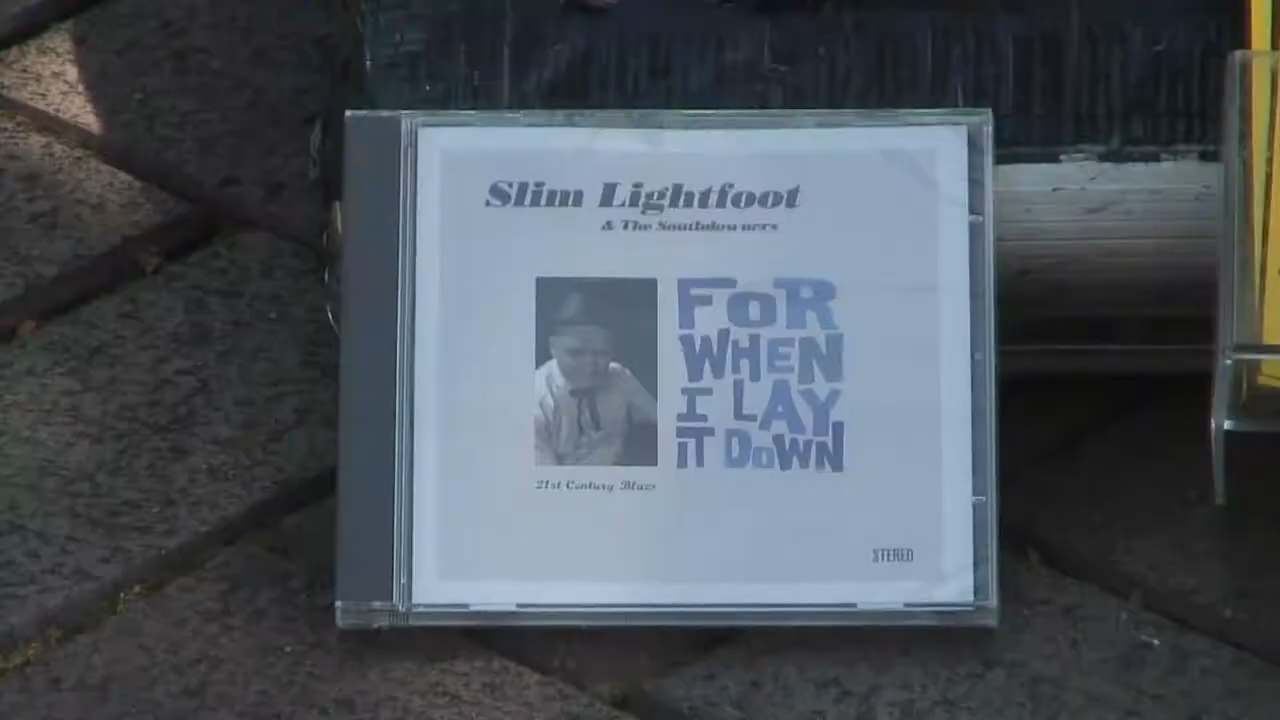 Slim Lightfoot
& The Southdowners
FOR
WHEN
I LAY
IT DOWN
21st Century Blues
STEREO